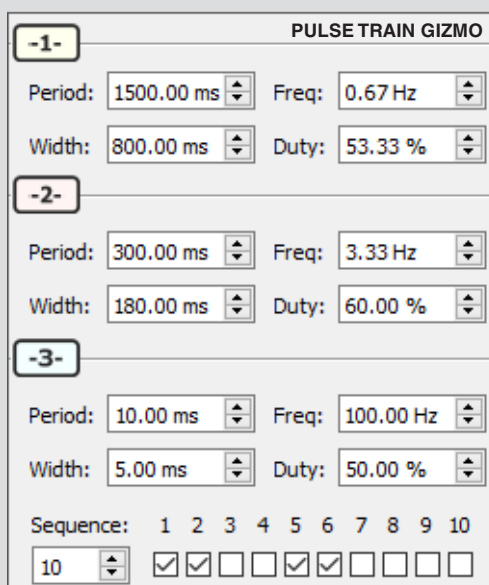 PULSE TRAIN GIZMO
-1-
Period: 1500.00 ms Freq: 0.67 Hz
Width: 800.00 ms Duty: 53.33 %
-2-
Period: 300.00 ms Freq: 3.33 Hz
Width: 180.00 ms Duty: 60.00 %
-3-
Period: 10.00 ms Freq: 100.00 Hz
Width: 5.00 ms Duty: 50.00 %
Sequence: 1 2 3 4 5 6 7 8 9 10
10